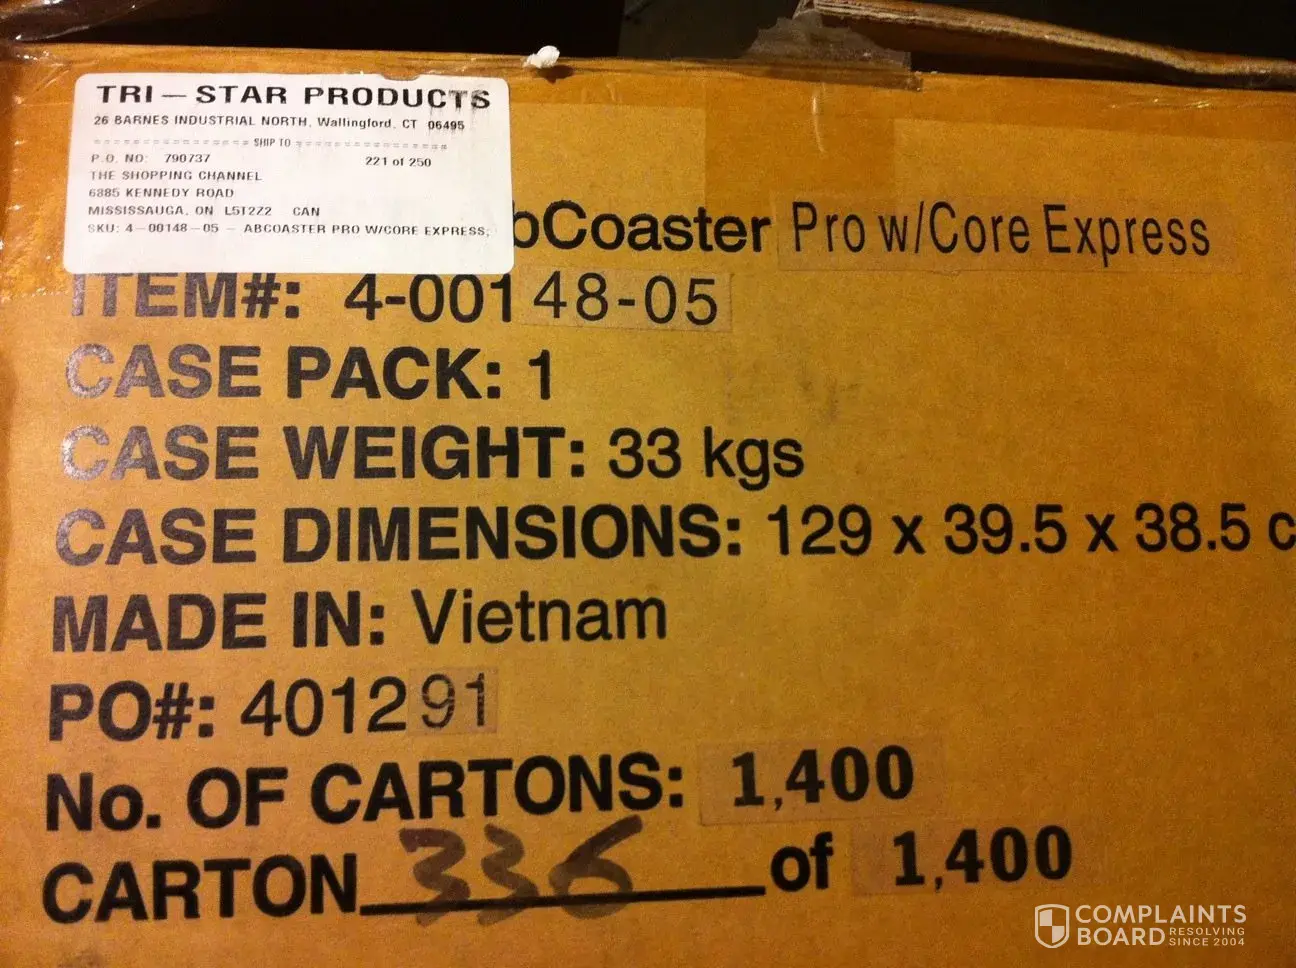 TRI-STAR PRODUCTS
26 BARNES INDUSTRIAL NORTH, Wallingford, CT 06495
SHIP TO
P.O. NO: 790737 221 of 250
THE SHOPPING CHANNEL
6885 KENNEDY ROAD
MISSISSAUGA, ON L5T2Z2 CAN
SKU: 4-00148-05 - ABCOASTER PRO W/CORE EXPRESS;
bCoaster Pro w/Core Express
ITEM#: 4-00148-05
CASE PACK: 1
CASE WEIGHT: 33 kgs
CASE DIMENSIONS: 129 x 39.5 x 38.5 c
MADE IN: Vietnam
PO#: 401291
No. OF CARTONS: 1,400
CARTON 336 of 1,400
COMPLAINTS
BOARD RESOLVING
SINCE 2004